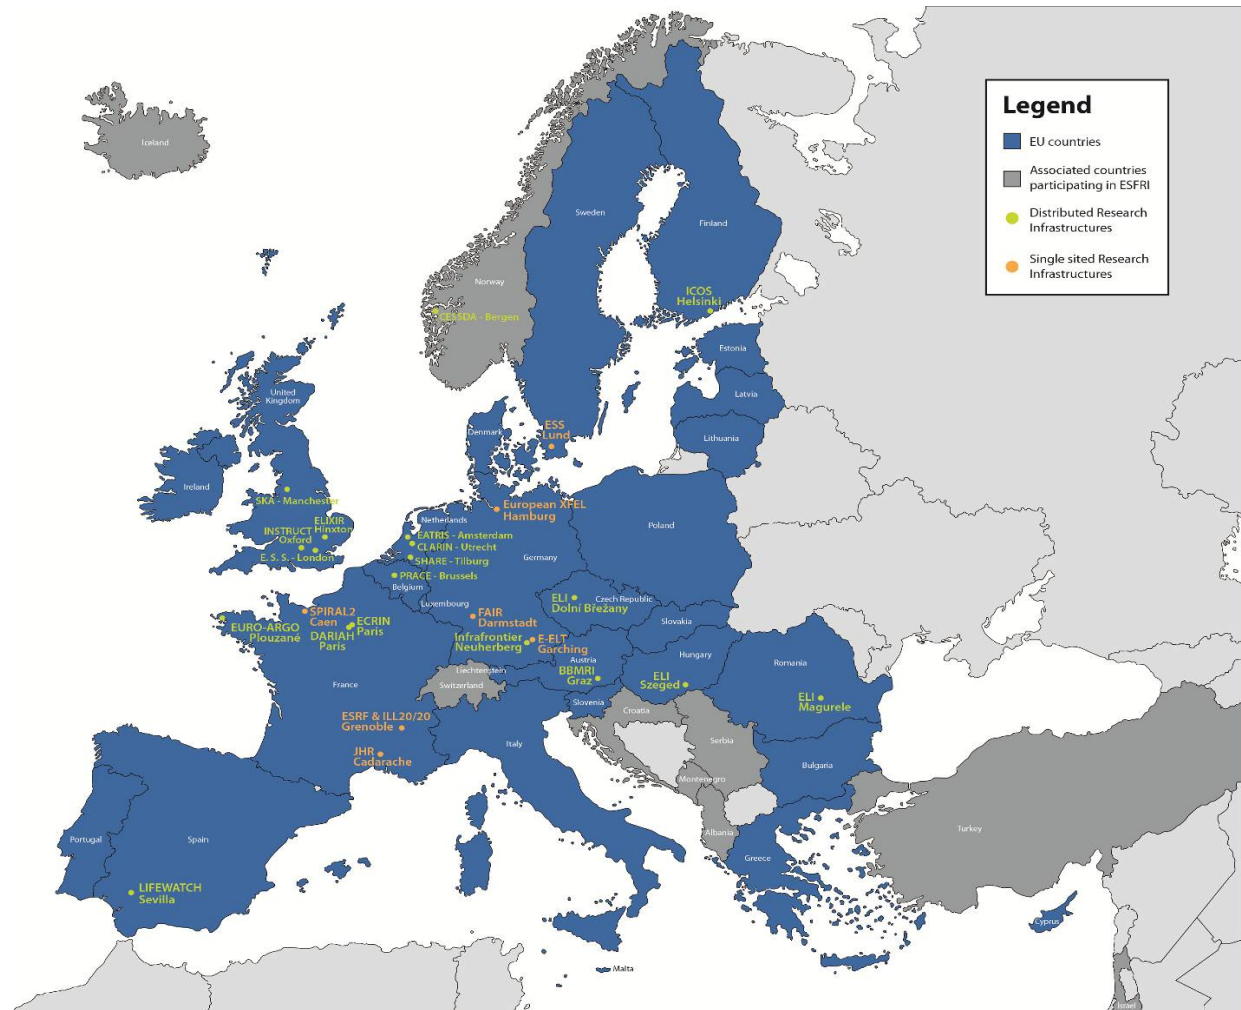 Legend
EU countries
Associated countries
participating in ESFRI
Distributed Research
Infrastructures
Single sited Research
Infrastructures
Iceland
Sweden
Finland
Norway
ICOS
Helsinki
CESSDA - Bergen
Estonia
Latvia
Lithuania
United
Kingdom
Denmark
ESS
Lund
Ireland
SKA - Manchester
European XFEL
Hamburg
Netherlands
Poland
ELIXIR
Hinxton
INSTRUCT
Oxford
E. S. S. - London
EATRIS - Amsterdam
CLARIN - Utrecht
SHARE - Tilburg
Germany
PRACE - Brussels
Belgium
Luxembourg
ELI
Dolní Břežany
Czech Republic
SPIRAL2
Caen
FAIR
Darmstadt
Slovakia
EURO-ARGO
Plouzané
ECRIN
Paris
DARIAH
Paris
Infrafrontier
Neuherberg
E-ELT
Garching
Hungary
Romania
Austria
Liechtenstein
Switzerland
BBMRI
Graz
ELI
Szeged
ELI
Magurele
France
Slovenia
Croatia
ESRF & ILL20/20
Grenoble
Italy
Serbia
JHR
Cadarache
Bulgaria
Montenegro
Albania
Turkey
Portugal
Spain
Greece
LIFEWATCH
Sevilla
Cyprus
Malta
Israel